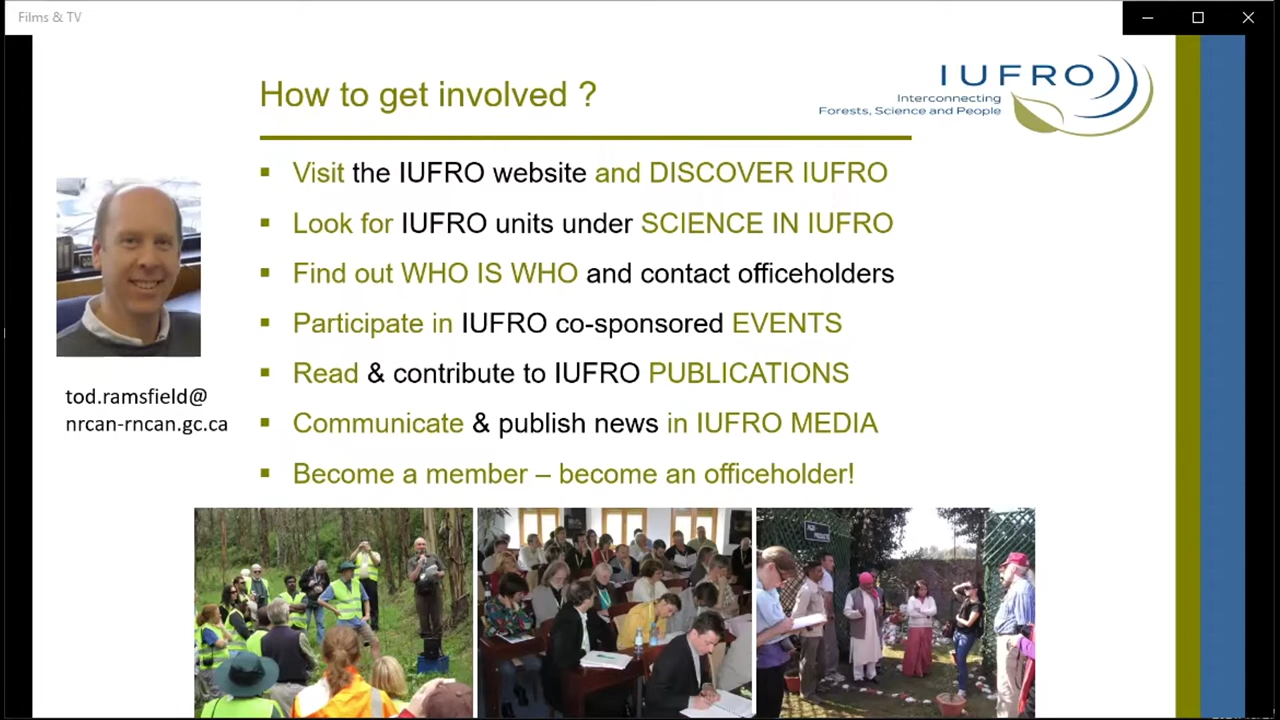 Films & TV
How to get involved ?
IUFRO
Interconnecting
Forests, Science and People
▪ Visit the IUFRO website and DISCOVER IUFRO
▪ Look for IUFRO units under SCIENCE IN IUFRO
▪ Find out WHO IS WHO and contact officeholders
▪ Participate in IUFRO co-sponsored EVENTS
▪ Read & contribute to IUFRO PUBLICATIONS
▪ Communicate & publish news in IUFRO MEDIA
▪ Become a member – become an officeholder!
tod.ramsfield@
nrcan-rncan.gc.ca